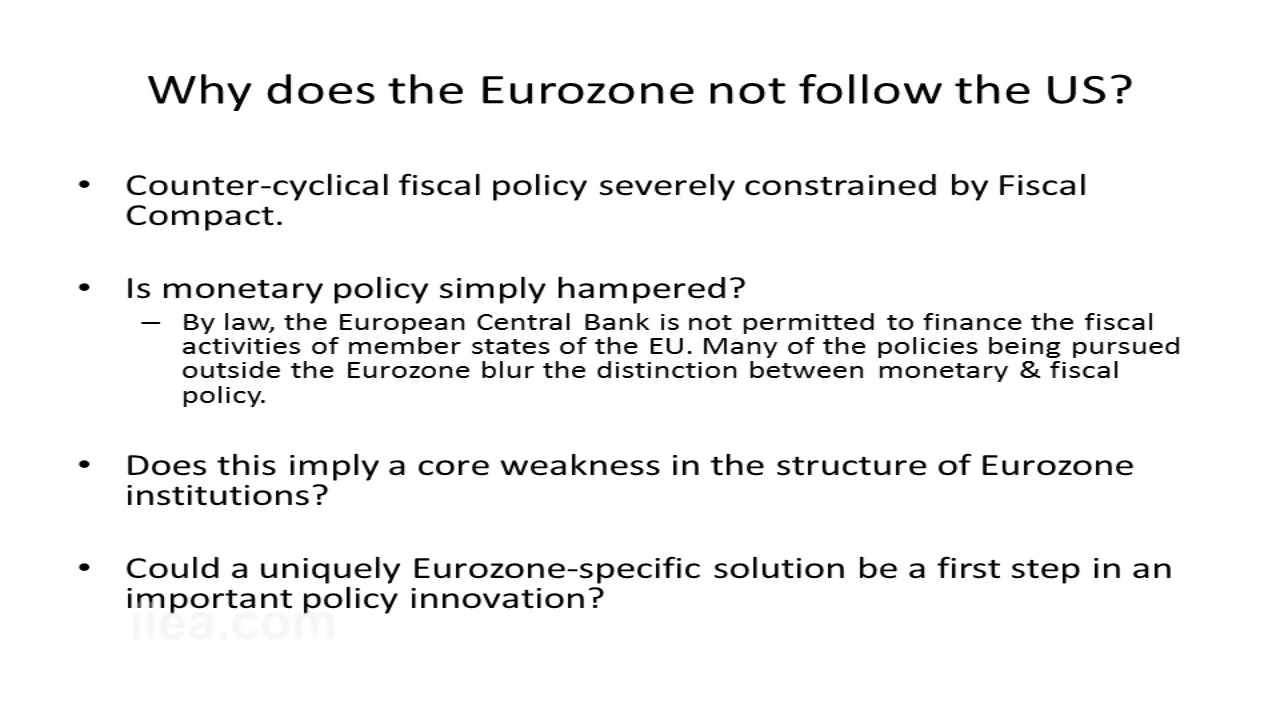 Why does the Eurozone not follow the US?
• Counter-cyclical fiscal policy severely constrained by Fiscal
Compact.
• Is monetary policy simply hampered?
– By law, the European Central Bank is not permitted to finance the fiscal
activities of member states of the EU. Many of the policies being pursued
outside the Eurozone blur the distinction between monetary & fiscal
policy.
• Does this imply a core weakness in the structure of Eurozone
institutions?
• Could a uniquely Eurozone-specific solution be a first step in an
important policy innovation?
iiea.com